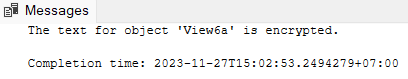 Messages
The text for object 'View6a' is encrypted.
Completion time: 2023-11-27T15:02:53.2494279+07:00